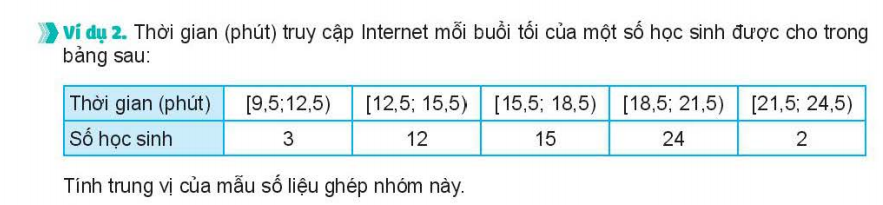 Ví dụ 2. Thời gian (phút) truy cập Internet mỗi buổi tối của một số học sinh được cho trong
bảng sau:
Thời gian (phút) [9,5;12,5) [12,5; 15,5) [15,5; 18,5) [18,5; 21,5) [21,5; 24,5)
Số học sinh 3 12 15 24 2
Tính trung vị của mẫu số liệu ghép nhóm này.